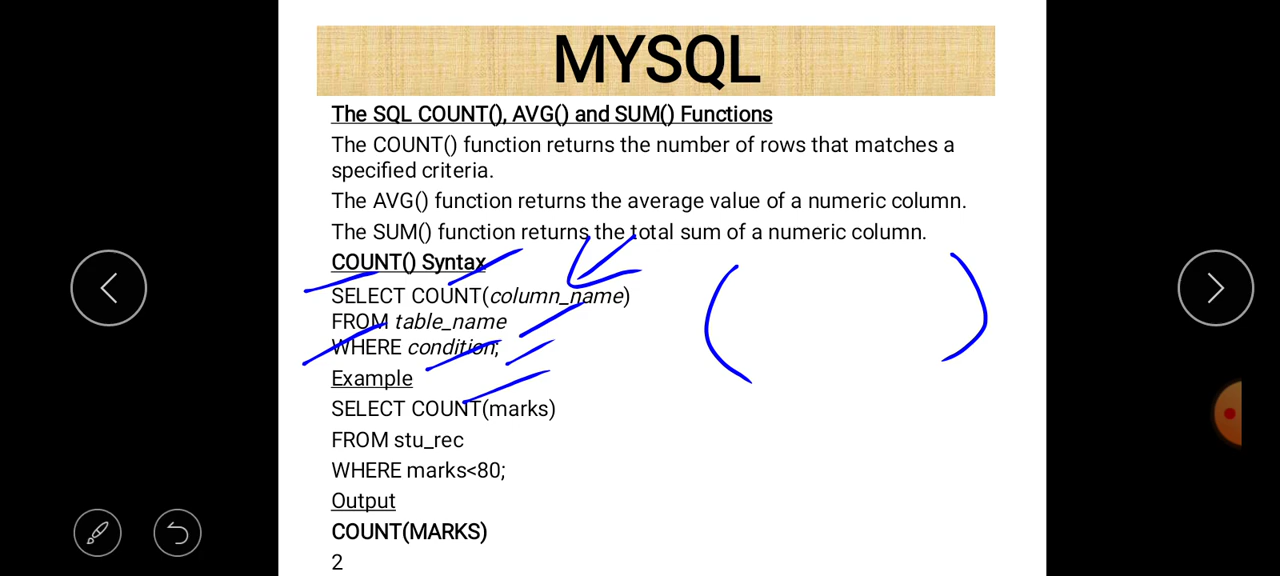 MYSQL
The SQL COUNT(), AVG() and SUM() Functions
The COUNT() function returns the number of rows that matches a
specified criteria.
The AVG() function returns the average value of a numeric column.
The SUM() function returns the total sum of a numeric column.
COUNT() Syntax
SELECT COUNT(column_name)
FROM table_name
WHERE condition;
Example
SELECT COUNT(marks)
FROM stu_rec
WHERE marks<80;
Output
COUNT(MARKS)
2